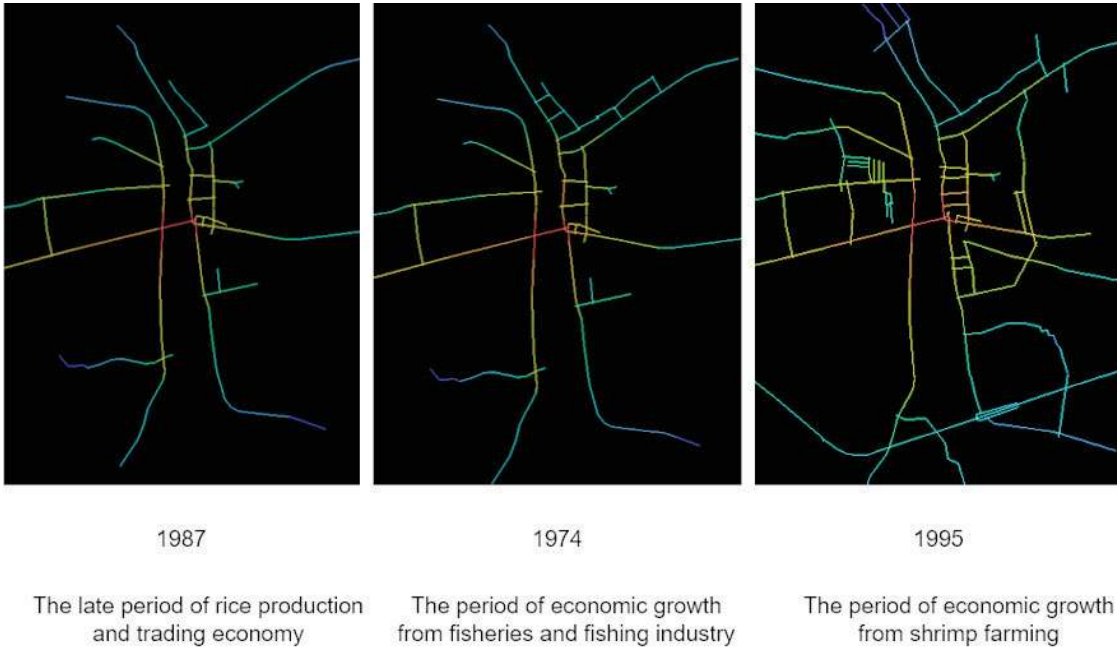 1987
1974
1995
The late period of rice production
and trading economy
The period of economic growth
from fisheries and fishing industry
The period of economic growth
from shrimp farming